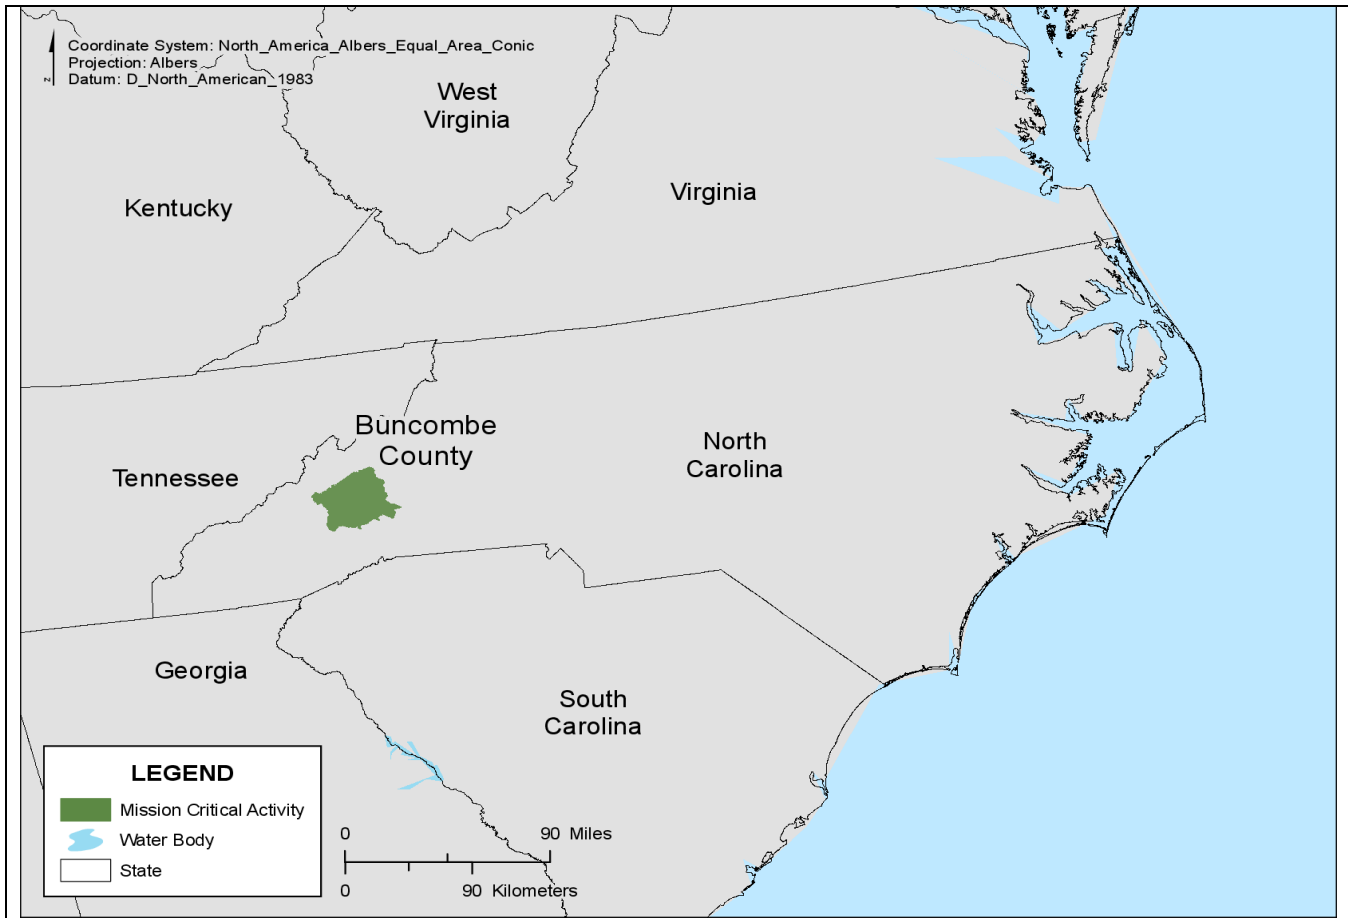 Coordinate System: North_America_Albers_Equal_Area_Conic
Projection: Albers
Datum: D_North_American_1983
z
West
Virginia
Virginia
Kentucky
Buncombe
County
North
Carolina
Tennessee
Georgia
South
Carolina
LEGEND
Mission Critical Activity
Water Body
State
0 90 Miles
0 90 Kilometers